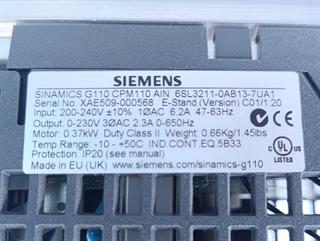 SIEMENS
SINAMICS G110 CPM110 AIN 6SL3211-0AB13-7UA1
Serial No. XAE509-000568 E-Stand (Version) C01/1.20
Input: 200-240V ±10% 1ØAC 6.2A 47-63Hz
Output: 0-230V 3ØAC 2.3A 0-650Hz
Motor: 0.37kW Duty Class II Weight: 0.66Kg/1.45lbs
Temp Range: -10 - +50C IND.CONT.EQ.5B33
Protection: IP20 (see manual)
Made in EU (UK) www.siemens.com/sinamics-g110